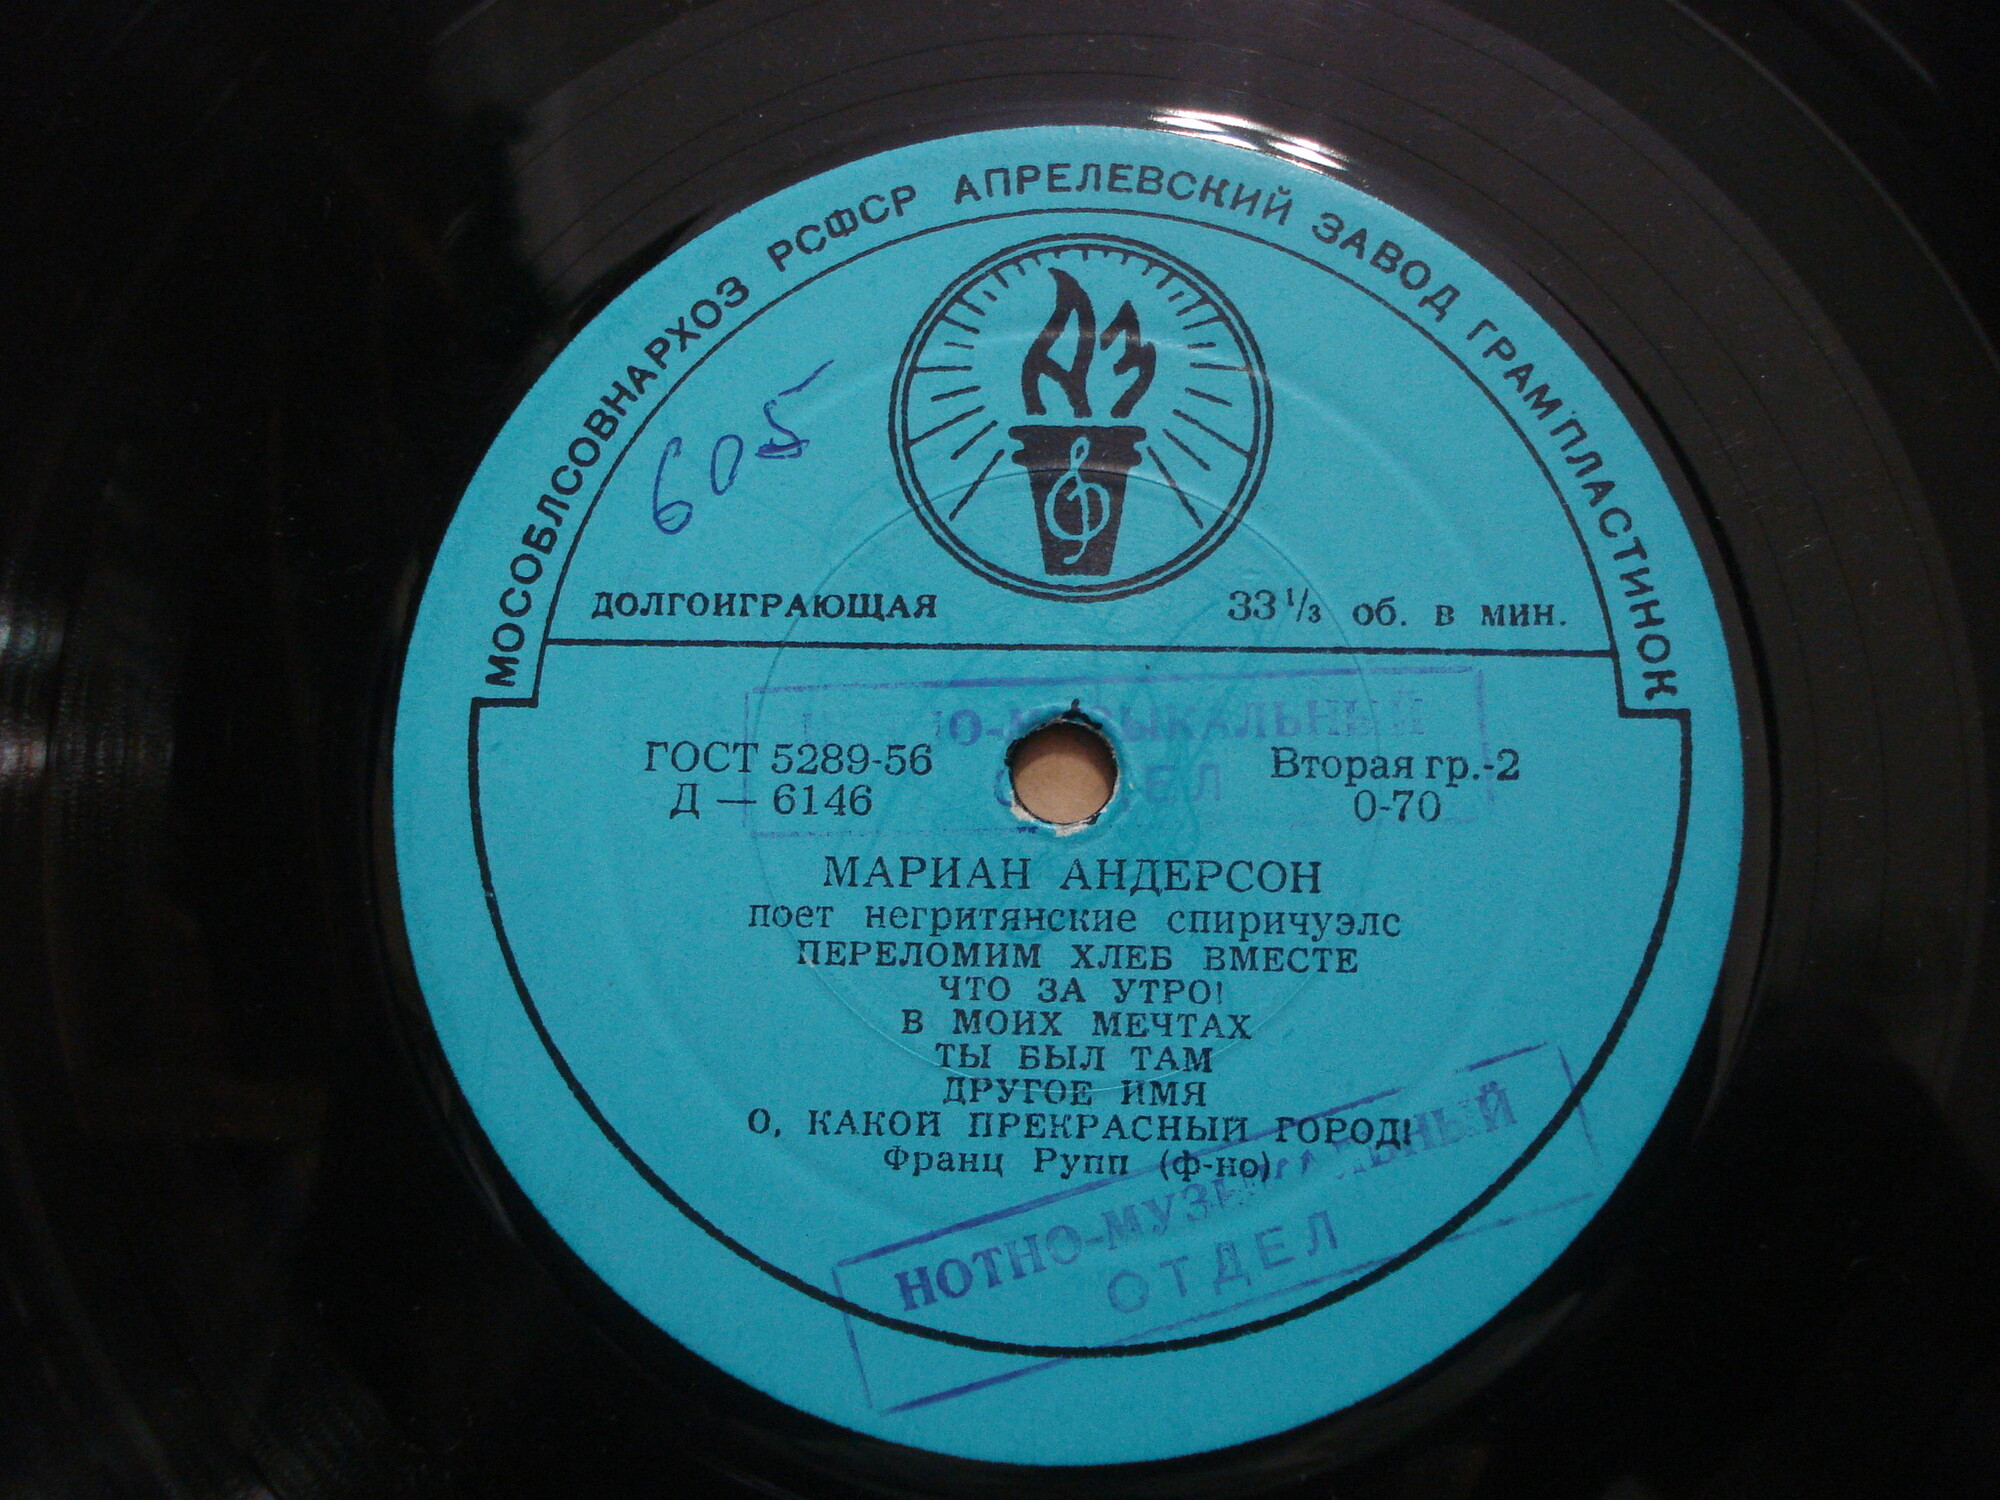 МОСОБЛСОВНАРХОЗ РСФСР АПРЕЛЕВСКИЙ ЗАВОД ГРАМПЛАСТИНОК
АЗ
605
ДОЛГОИГРАЮЩАЯ 33 1/3 об. в мин.
ГОСТ 5289-56 Вторая гр.-2
Д — 6146 0-70
МАРИАН АНДЕРСОН
поет негритянские спиричуэлс
ПЕРЕЛОМИМ ХЛЕБ ВМЕСТЕ
ЧТО ЗА УТРО!
В МОИХ МЕЧТАХ
ТЫ БЫЛ ТАМ
ДРУГОЕ ИМЯ
О, КАКОЙ ПРЕКРАСНЫЙ ГОРОД!
Франц Рупп (ф-но)
НОТНО-МУЗЫКАЛЬНЫЙ
ОТДЕЛ